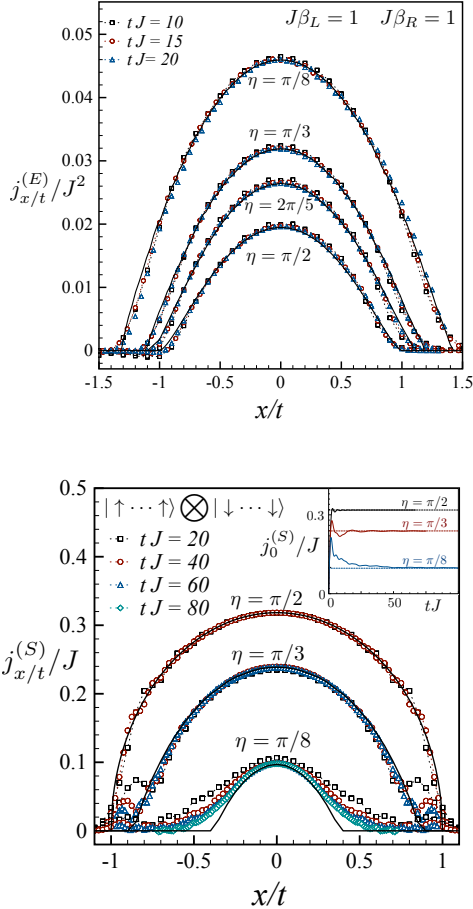 tJ = 10
tJ = 15
tJ = 20
Jβ_L = 1 Jβ_R = 1
0.05
0.04
0.03
0.02
0.01
0
j_{x/t}^{(E)}/J^2
η = π/8
η = π/3
η = 2π/5
η = π/2
-1.5 -1 -0.5 0 0.5 1 1.5
x/t
0.5
0.4
0.3
0.2
0.1
0
j_{x/t}^{(S)}/J
|↑ ··· ↑⟩ ⊗ |↓ ··· ↓⟩
tJ = 20
tJ = 40
tJ = 60
tJ = 80
η = π/2
η = π/3
η = π/8
0.3
0
j_0^{(S)}/J
η = π/2
η = π/3
η = π/8
0 50
tJ
-1 -0.5 0 0.5 1
x/t